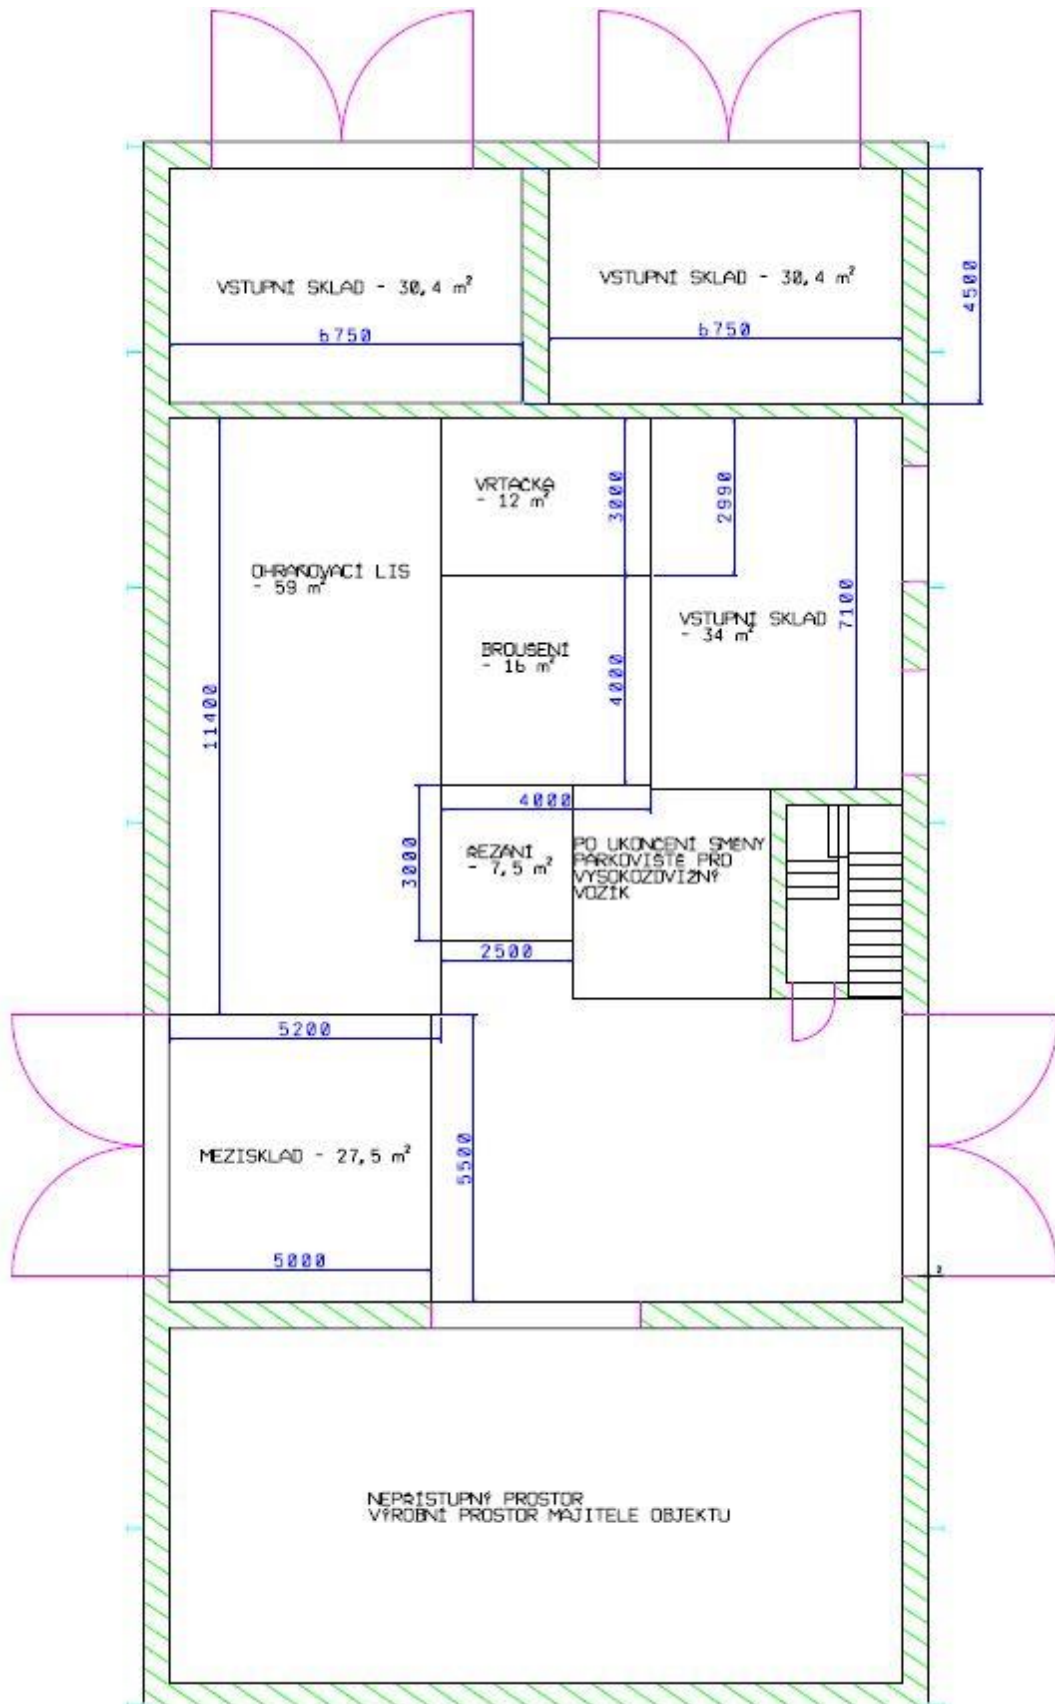 VSTUPNÍ SKLAD - 30,4 m²
VSTUPNÍ SKLAD - 30,4 m²
6750
6750
4500
VRTAČKA
- 12 m²
3000
2990
OHRAŇOVACÍ LIS
- 59 m²
VSTUPNÍ SKLAD
- 34 m²
7100
BROUŠENÍ
- 16 m²
4000
11400
4000
ŘEZÁNÍ
- 7,5 m²
3000
PO UKONČENÍ SMĚNY
PARKOVIŠTĚ PRO
VYSOKOZDVIŽNÝ
VOZÍK
2500
5200
MEZISKLAD - 27,5 m²
5500
5000
2
NEPŘÍSTUPNÝ PROSTOR
VÝROBNÍ PROSTOR MAJITELE OBJEKTU